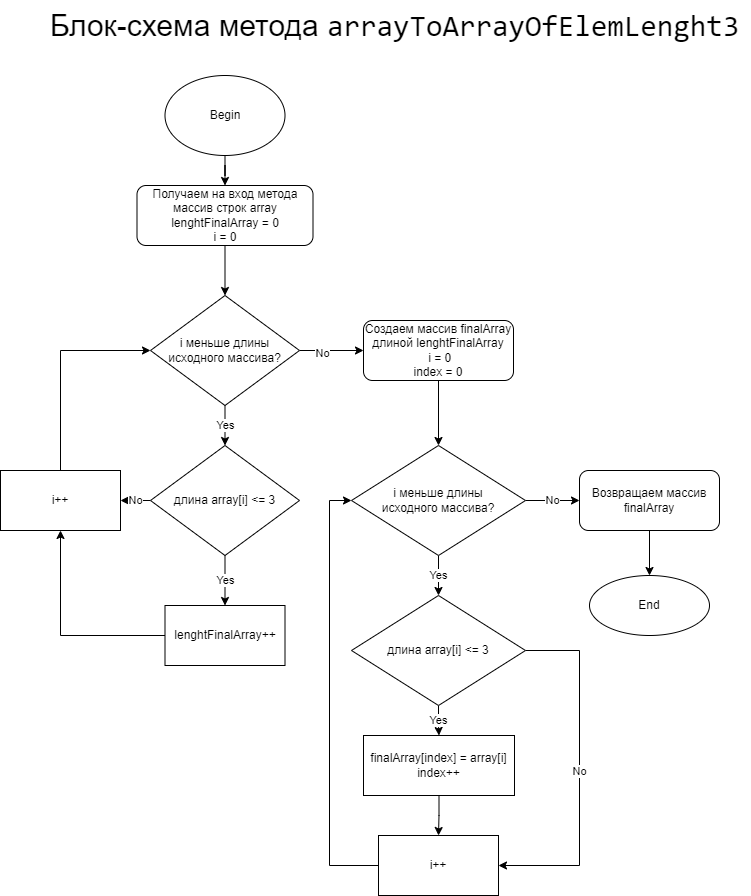 Блок-схема метода arrayToArrayOfElemLenght3
Begin
Получаем на вход метода
массив строк array
lenghtFinalArray = 0
i = 0
i меньше длины
исходного массива?
No
Создаем массив finalArray
длиной lenghtFinalArray
i = 0
index = 0
Yes
i++
No
длина array[i] <= 3
Yes
lenghtFinalArray++
i меньше длины
исходного массива?
No
Возвращаем массив
finalArray
End
Yes
длина array[i] <= 3
Yes
No
finalArray[index] = array[i]
index++
i++